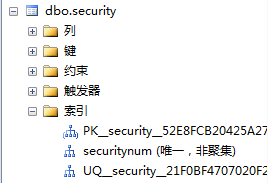 dbo.security
列
键
约束
触发器
索引
PK__security__52E8FCB20425A27
securitynum (唯一，非聚集)
UQ__security__21F0BF4707020F2